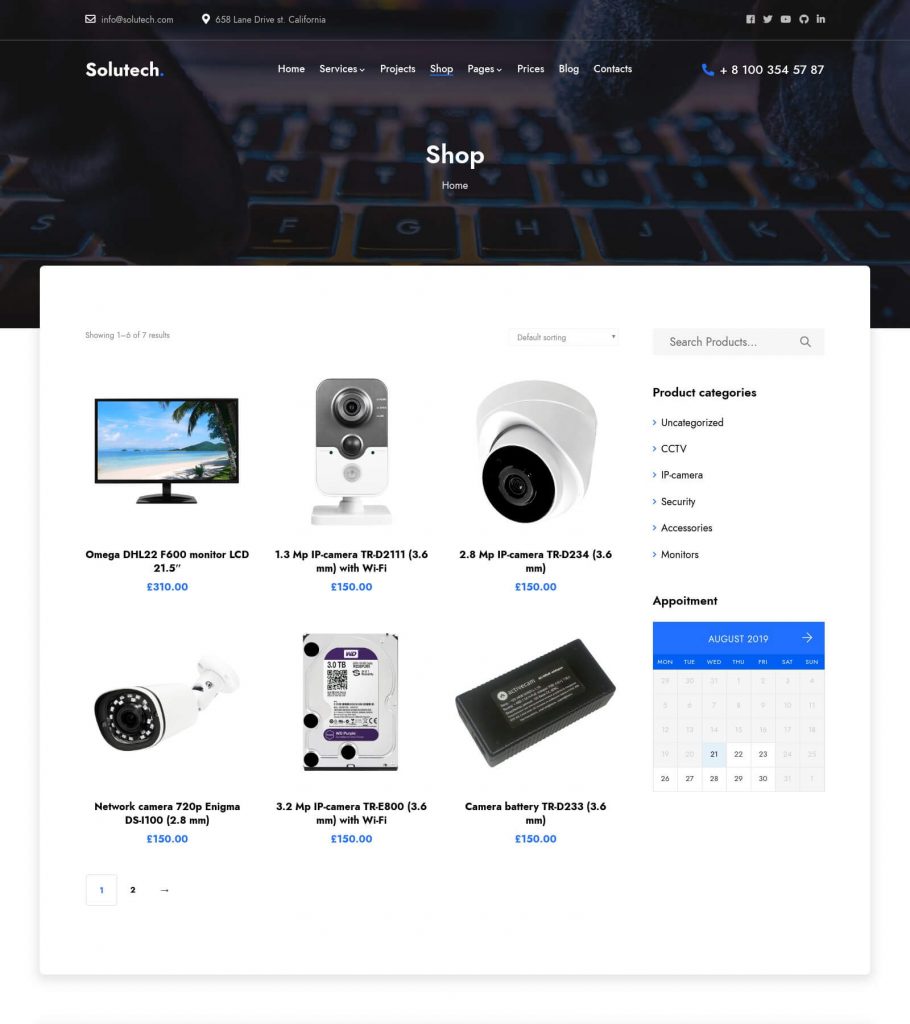 info@solutech.com
658 Lane Drive st. California
Solutech.
Home Services Projects Shop Pages Prices Blog Contacts
+ 8 100 354 57 87
Shop
Home
Showing 1–6 of 7 results
Default sorting
Search Products...
Product categories
Uncategorized
CCTV
IP-camera
Security
Accessories
Monitors
Omega DHL22 F600 monitor LCD
21.5″
£310.00
1.3 Mp IP-camera TR-D2111 (3.6
mm) with Wi-Fi
£150.00
2.8 Mp IP-camera TR-D234 (3.6
mm)
£150.00
WD
3.0 TB
WD Purple
activecam
Network camera 720p Enigma
DS-I100 (2.8 mm)
£150.00
3.2 Mp IP-camera TR-E800 (3.6
mm) with Wi-Fi
£150.00
Camera battery TR-D233 (3.6
mm)
£150.00
1 2 →
Appoitment
AUGUST 2019
MON TUE WED THU FRI SAT SUN
29 30 31 1 2 3 4
5 6 7 8 9 10 11
12 13 14 15 16 17 18
19 20 21 22 23 24 25
26 27 28 29 30 31 1